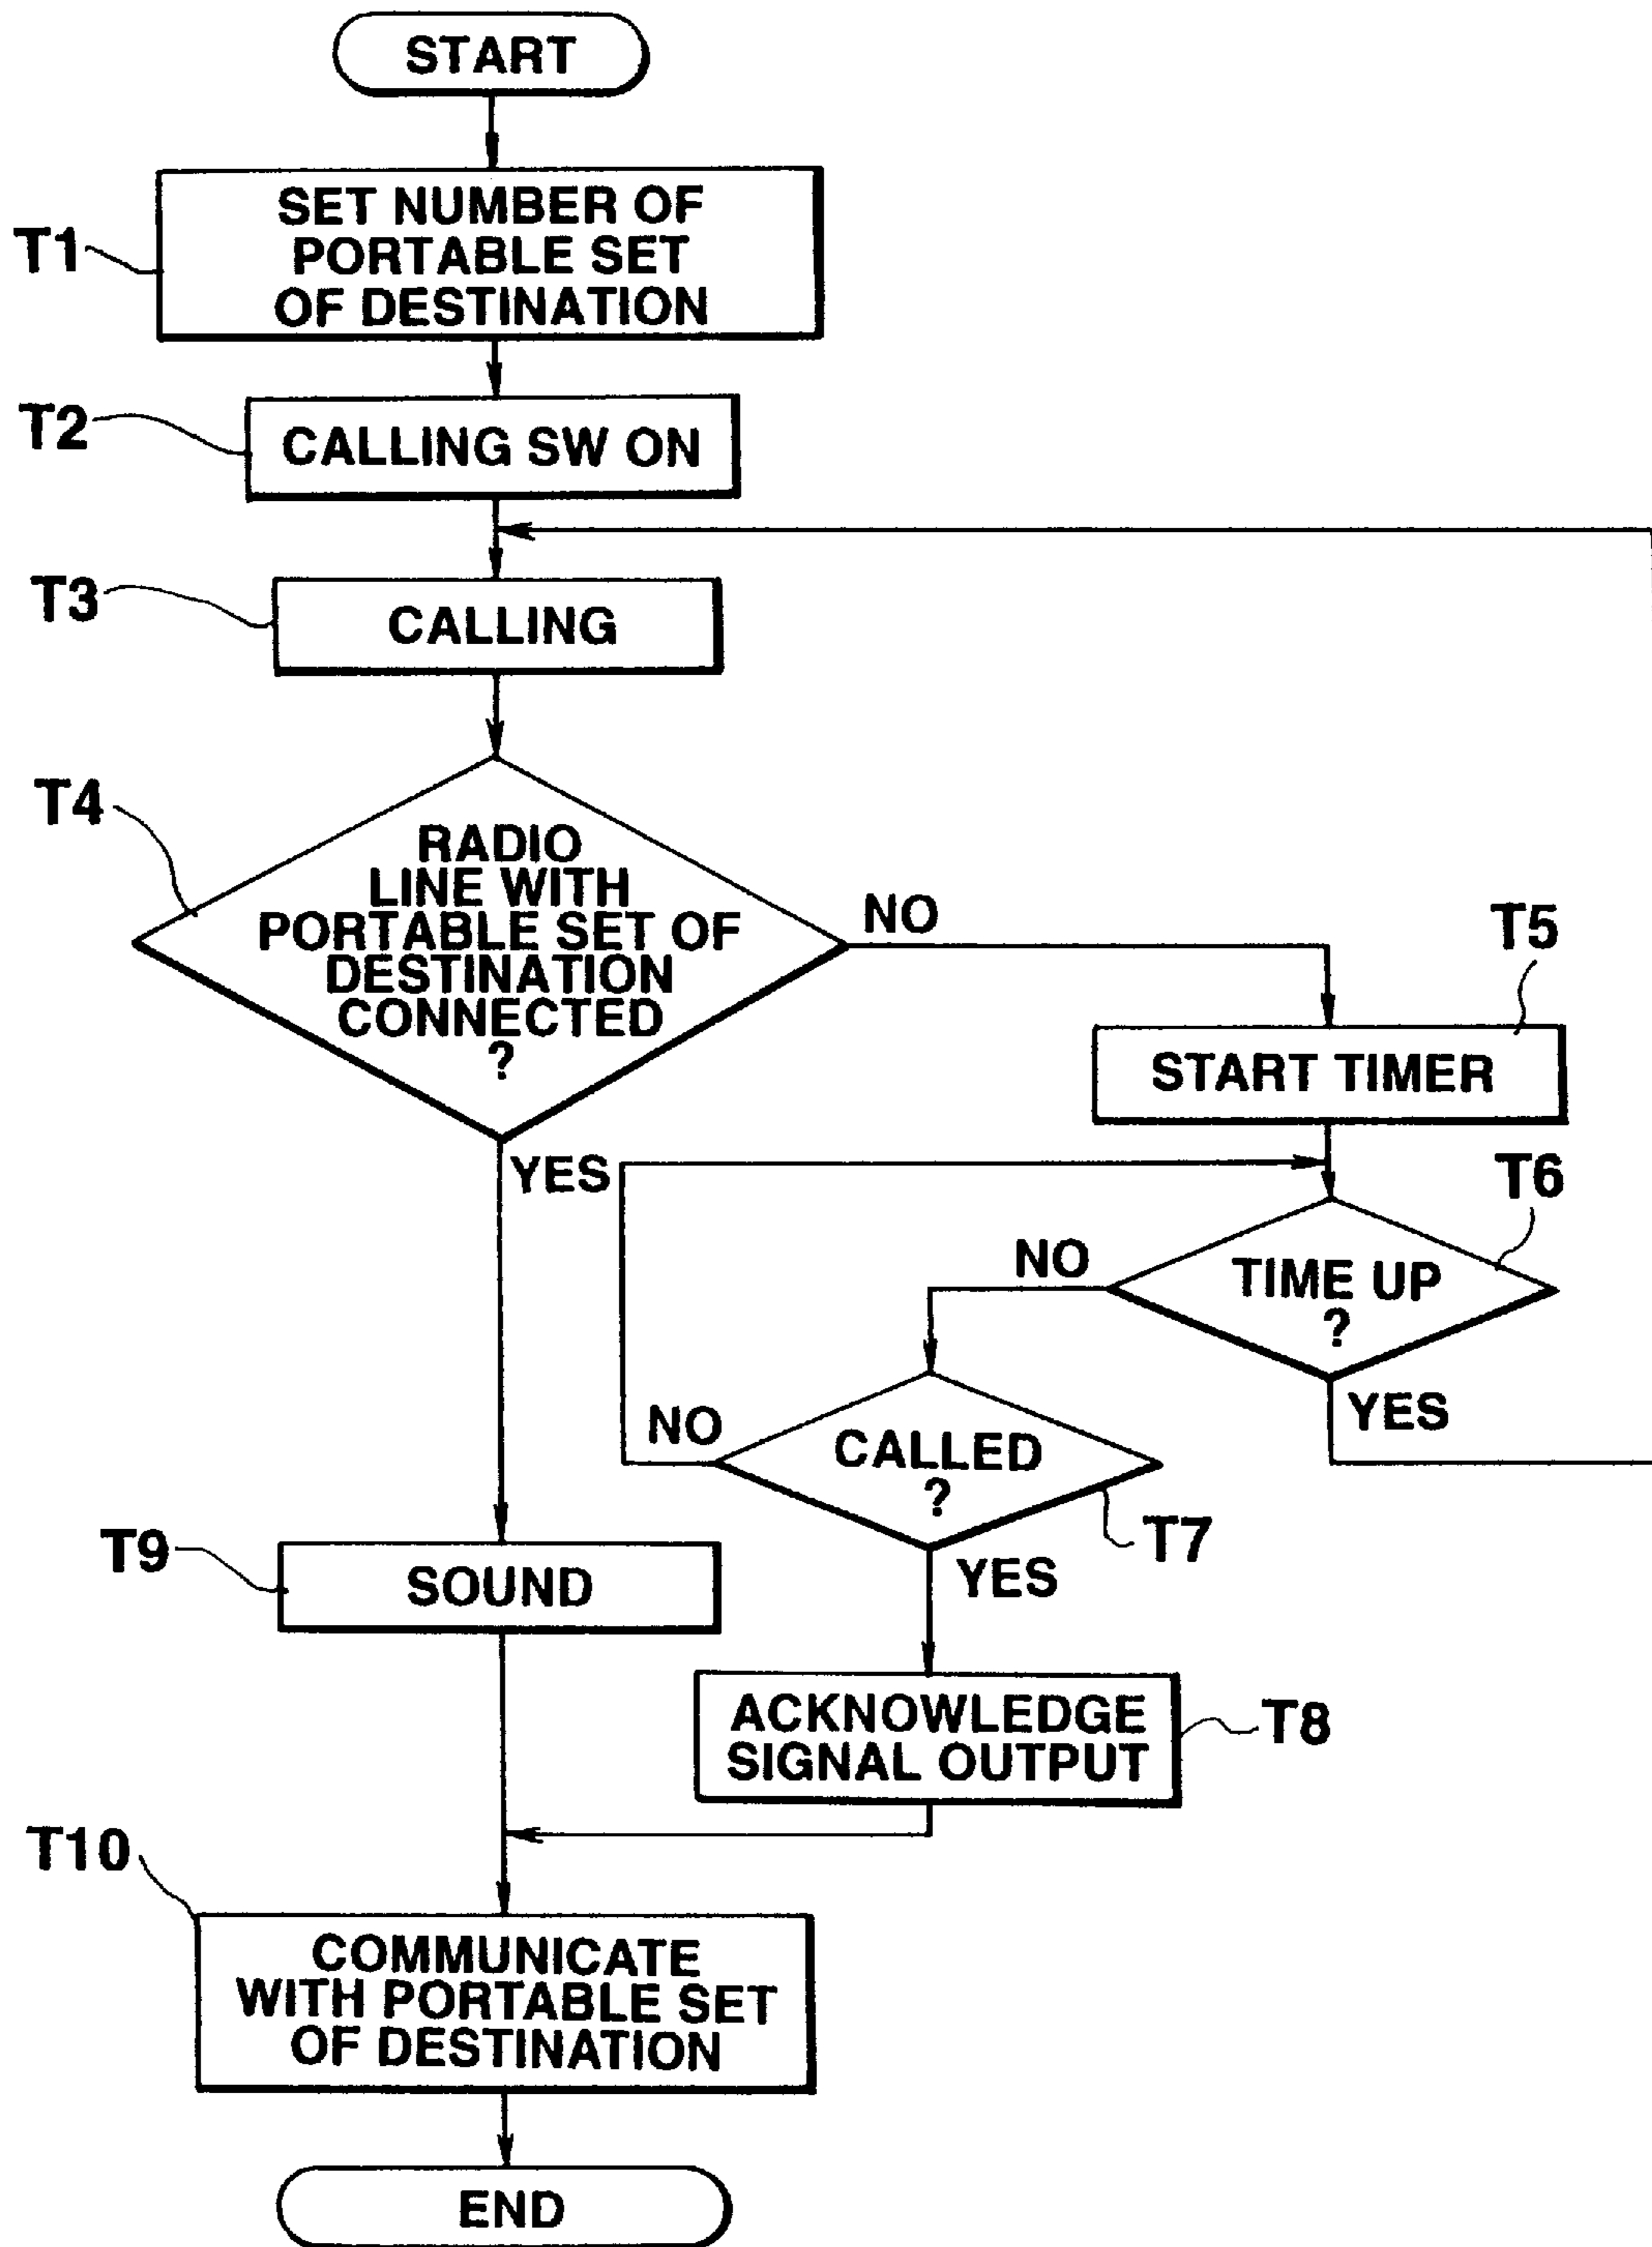 START
T1
SET NUMBER OF
PORTABLE SET
OF DESTINATION
T2
CALLING SW ON
T3
CALLING
T4
RADIO
LINE WITH
PORTABLE SET OF
DESTINATION
CONNECTED
?
NO
T5
START TIMER
YES
T6
TIME UP
?
NO
YES
CALLED
?
NO
T7
YES
T9
SOUND
ACKNOWLEDGE
SIGNAL OUTPUT
T8
T10
COMMUNICATE
WITH PORTABLE SET
OF DESTINATION
END